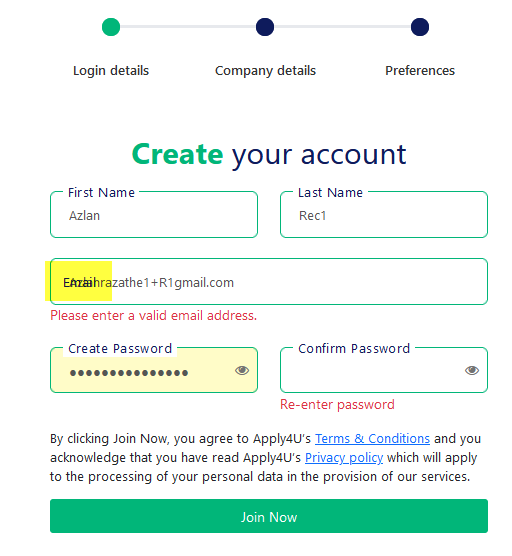 Login details Company details Preferences
Create your account
First Name Last Name
Azlan Rec1
Email
Azlanrazathe1+R1gmail.com
Please enter a valid email address.
Create Password Confirm Password
•••••••••••••••
Re-enter password
By clicking Join Now, you agree to Apply4U's Terms & Conditions and you
acknowledge that you have read Apply4U's Privacy policy which will apply
to the processing of your personal data in the provision of our services.
Join Now